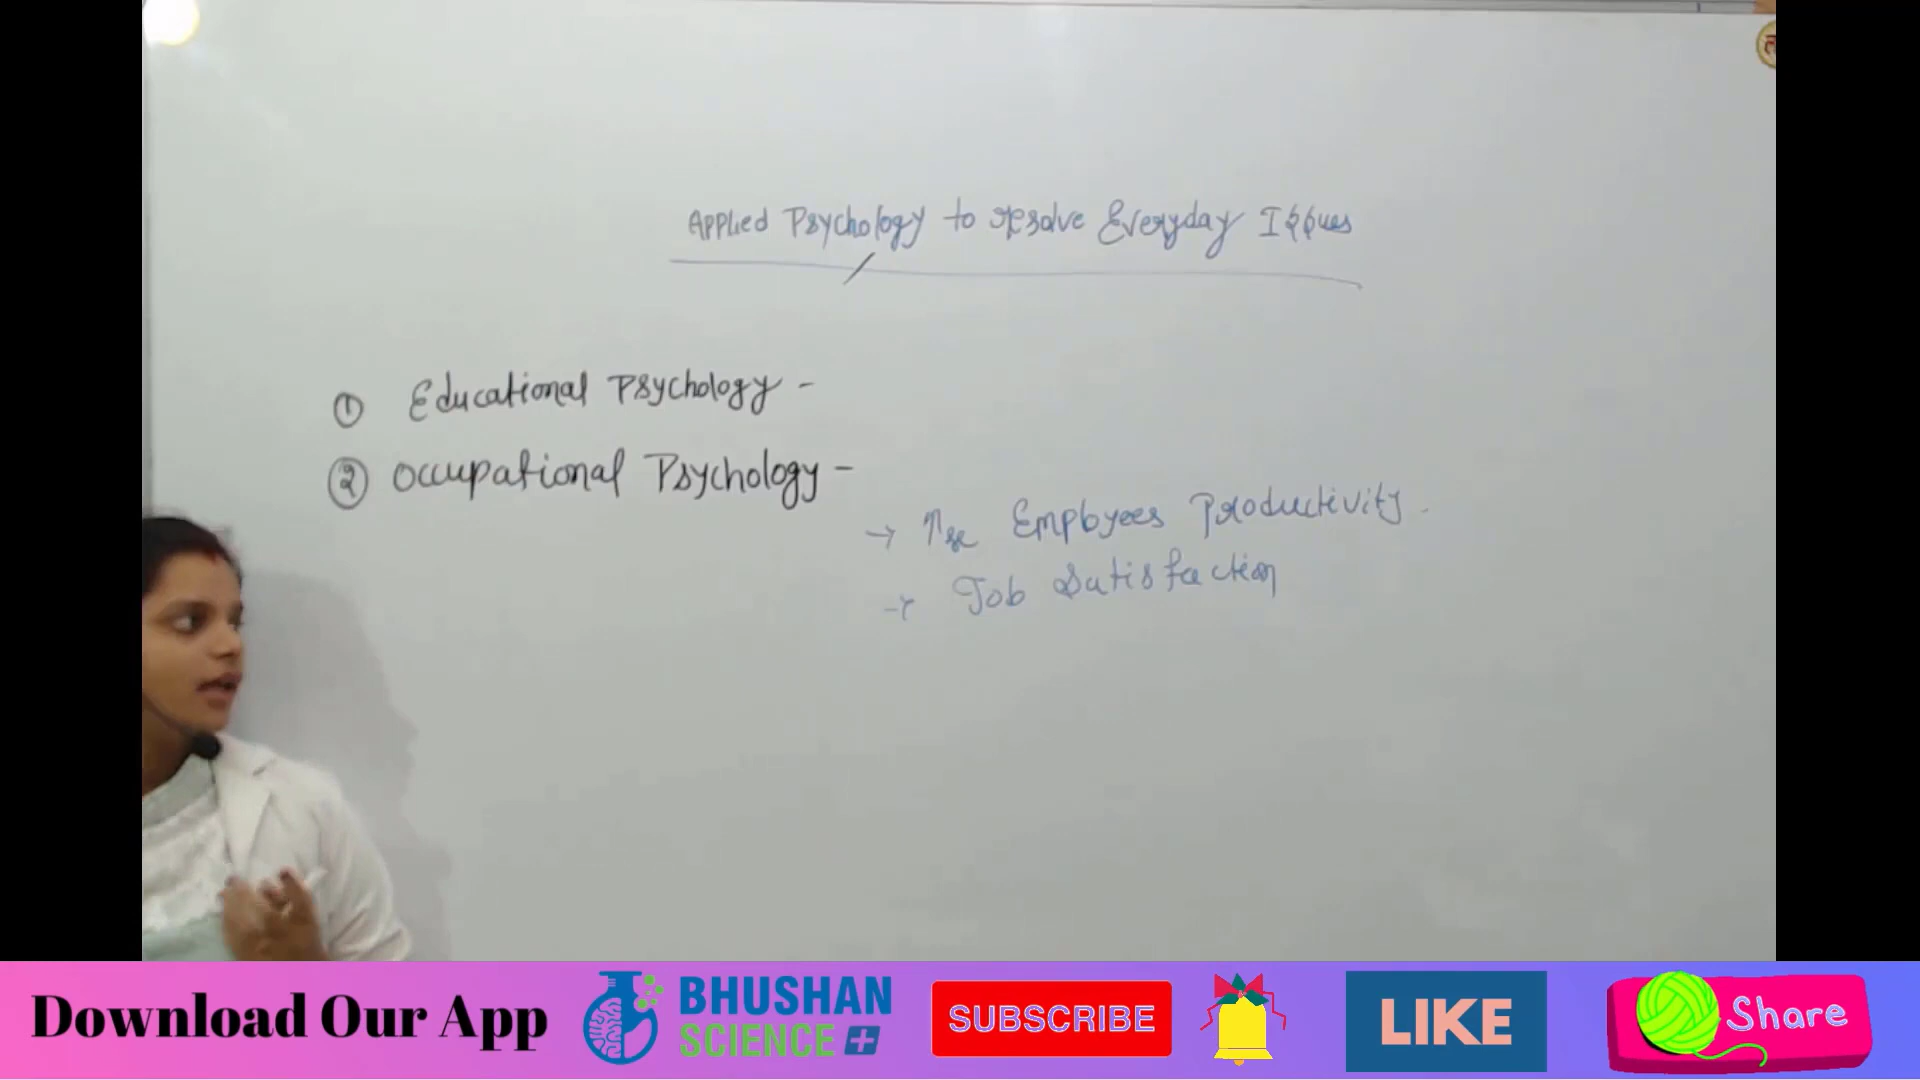 Applied Psychology to resolve Everyday Issues
① Educational Psychology -
② Occupational Psychology -
→ ↑se Employees Productivity.
→ Job Satisfaction
Download Our App
BHUSHAN
SCIENCE +
SUBSCRIBE
LIKE
Share